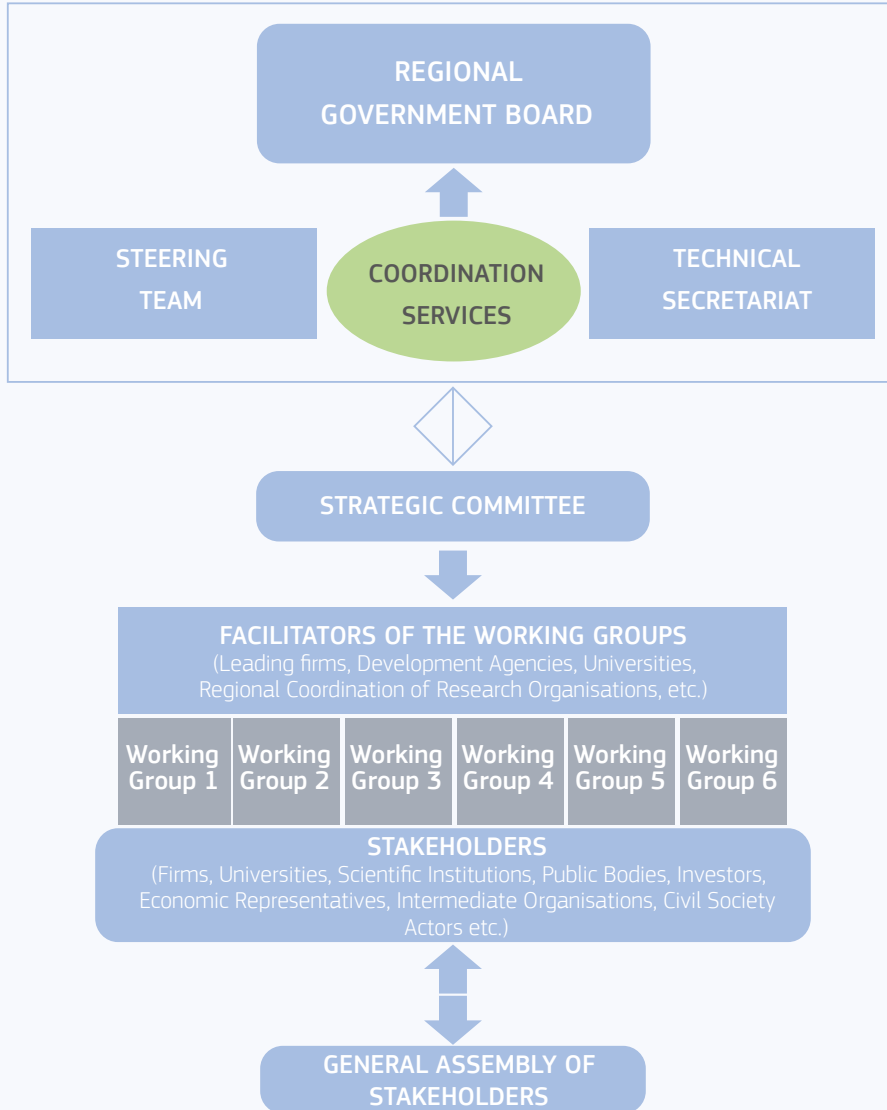 REGIONAL
GOVERNMENT BOARD
STEERING
TEAM
COORDINATION
SERVICES
TECHNICAL
SECRETARIAT
STRATEGIC COMMITTEE
FACILITATORS OF THE WORKING GROUPS
(Leading firms, Development Agencies, Universities,
Regional Coordination of Research Organisations, etc.)
Working
Group 1
Working
Group 2
Working
Group 3
Working
Group 4
Working
Group 5
Working
Group 6
STAKEHOLDERS
(Firms, Universities, Scientific Institutions, Public Bodies, Investors,
Economic Representatives, Intermediate Organisations, Civil Society
Actors etc.)
GENERAL ASSEMBLY OF
STAKEHOLDERS